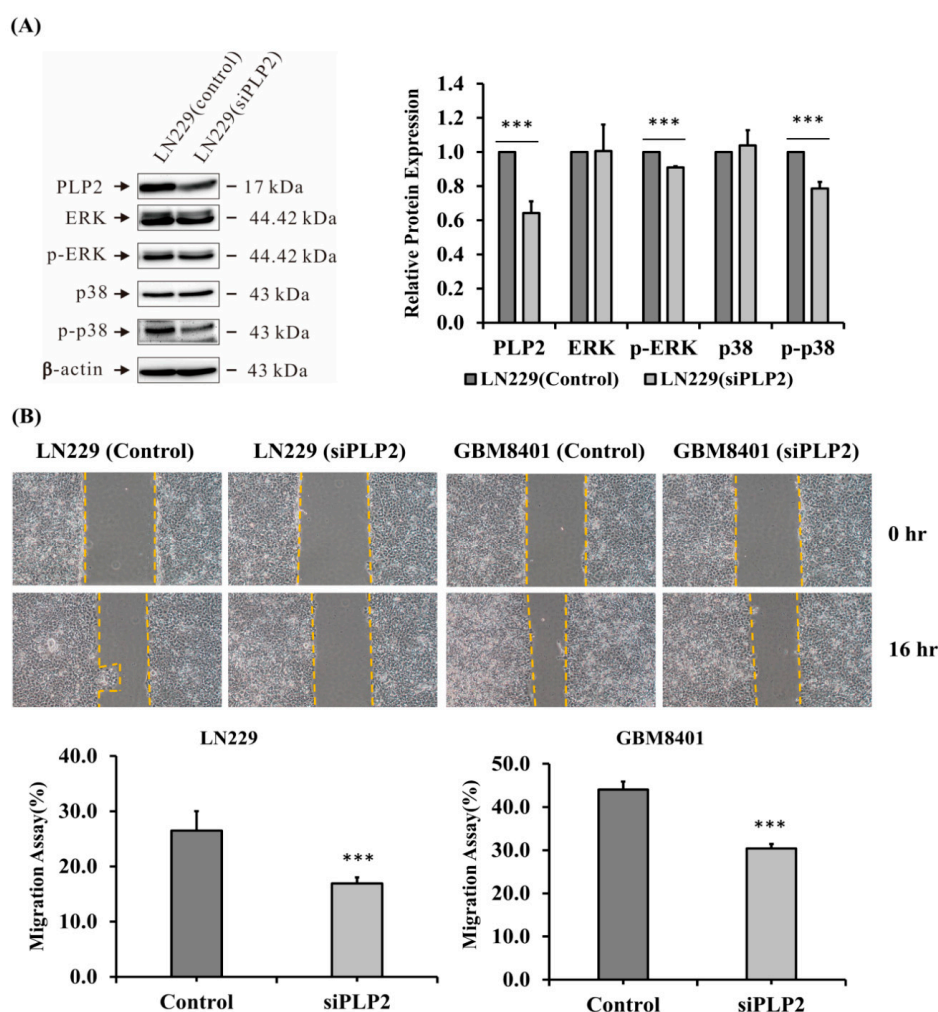 (A)
LN229(control)
LN229(siPLP2)
PLP2 → – 17 kDa
ERK → – 44.42 kDa
p-ERK → – 44.42 kDa
p38 → – 43 kDa
p-p38 → – 43 kDa
β-actin → – 43 kDa
Relative Protein Expression
1.4
1.2
1.0
0.8
0.6
0.4
0.2
0.0
*** *** ***
PLP2 ERK p-ERK p38 p-p38
LN229(Control) LN229(siPLP2)
(B)
LN229 (Control) LN229 (siPLP2) GBM8401 (Control) GBM8401 (siPLP2)
0 hr
16 hr
LN229
Migration Assay(%)
40.0
30.0
20.0
10.0
0.0
***
Control siPLP2
GBM8401
Migration Assay(%)
50.0
40.0
30.0
20.0
10.0
0.0
***
Control siPLP2